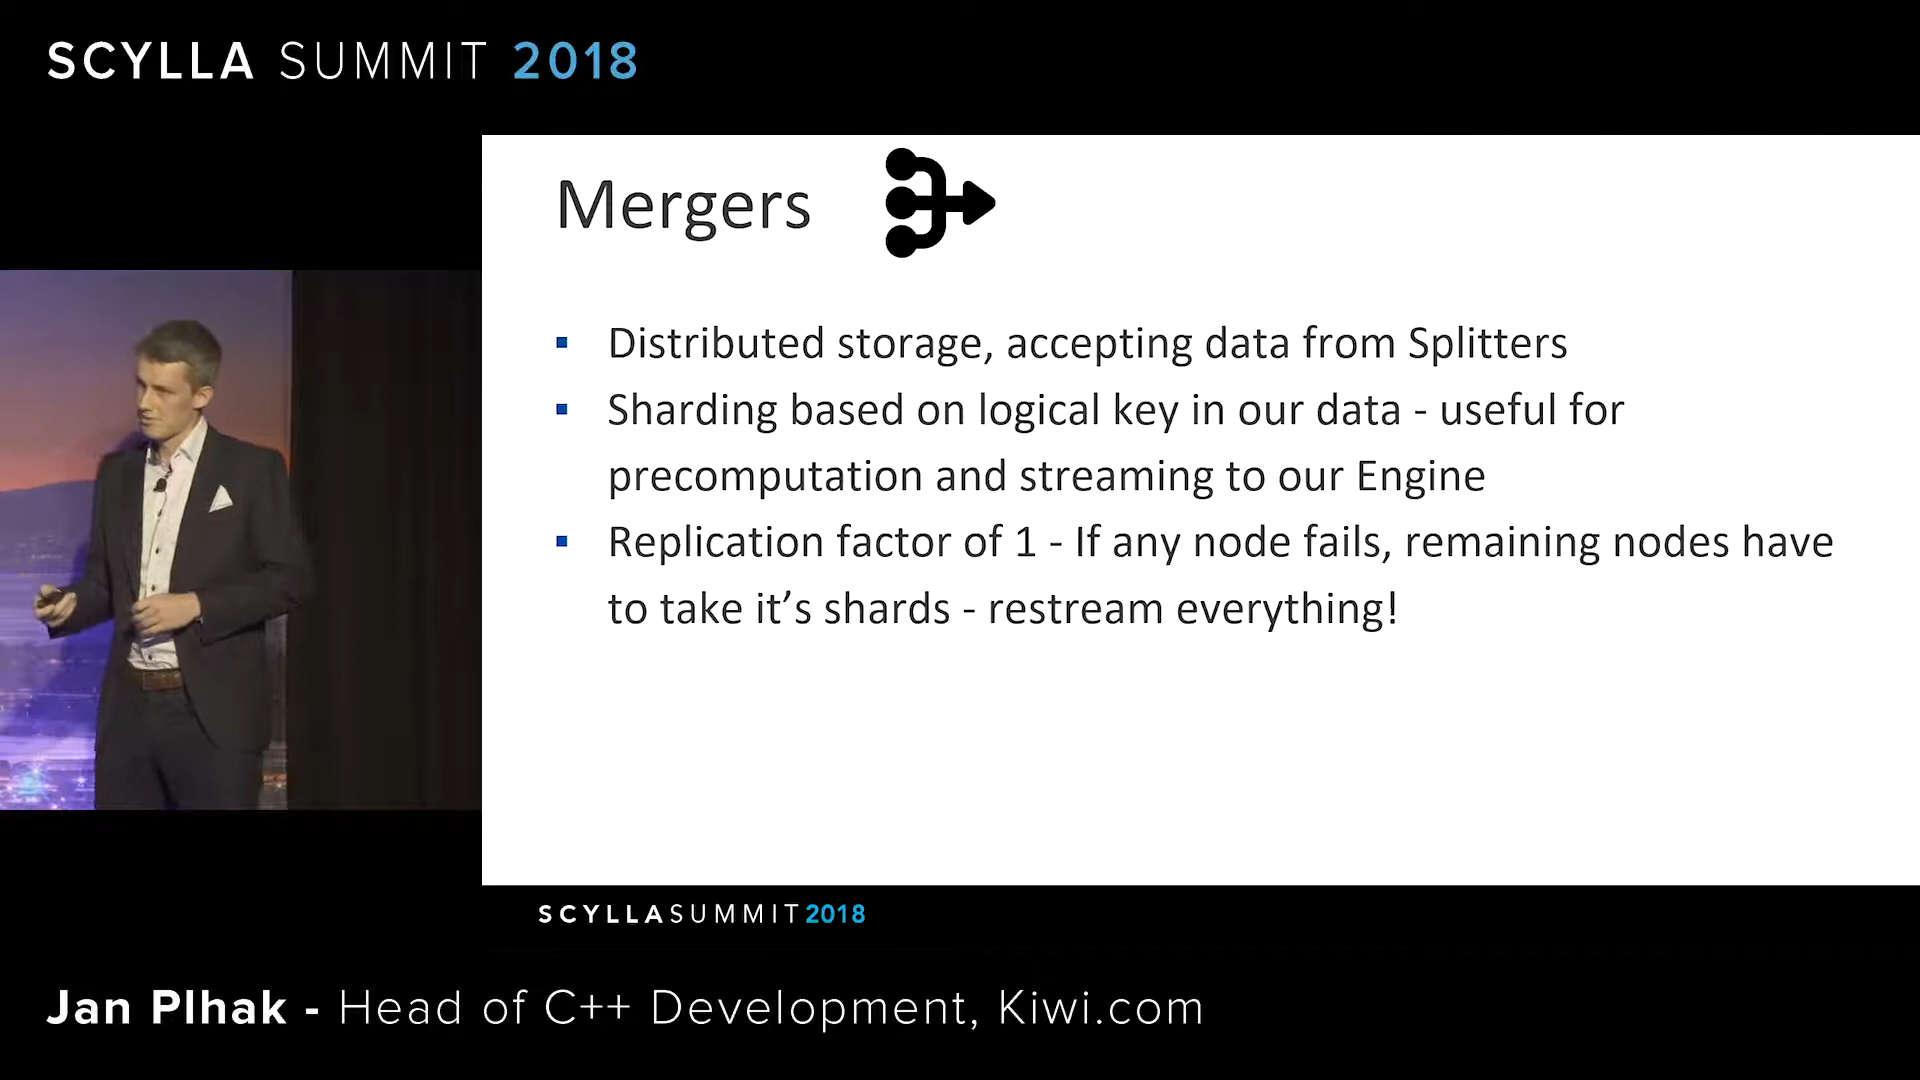 SCYLLA SUMMIT 2018
Mergers
Distributed storage, accepting data from Splitters
Sharding based on logical key in our data - useful for
precomputation and streaming to our Engine
Replication factor of 1 - If any node fails, remaining nodes have
to take it’s shards - restream everything!
SCYLLASUMMIT2018
Jan Plhak - Head of C++ Development, Kiwi.com